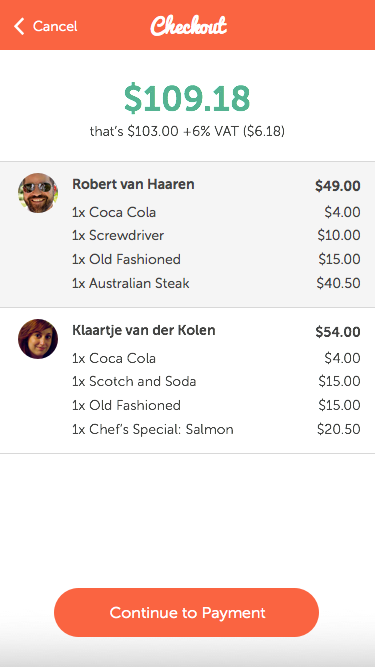 Cancel
Checkout
$109.18
that's $103.00 +6% VAT ($6.18)
Robert van Haaren $49.00
1x Coca Cola $4.00
1x Screwdriver $10.00
1x Old Fashioned $15.00
1x Australian Steak $40.50
Klaartje van der Kolen $54.00
1x Coca Cola $4.00
1x Scotch and Soda $15.00
1x Old Fashioned $15.00
1x Chef's Special: Salmon $20.50
Continue to Payment